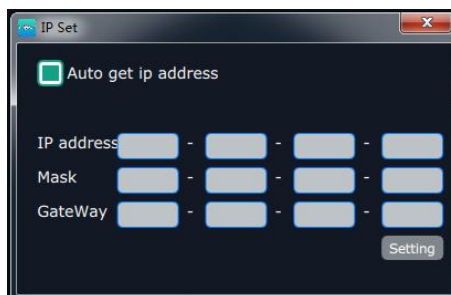 IP Set
X
Auto get ip address
IP address - - -
Mask - - -
GateWay - - -
Setting